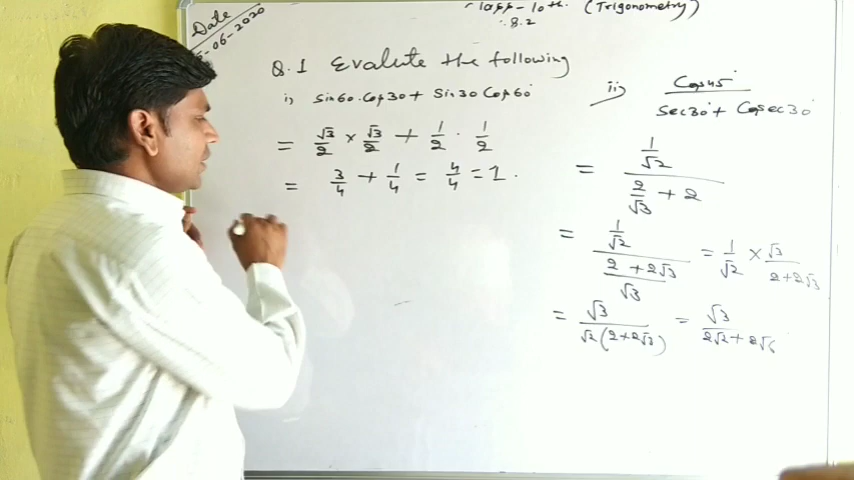 Date
-06-2020
10th. (Trigonometry)
8.2
Q.1 Evalute the following
i) Sin60.Cos30 + Sin30 Cos60°
= √3/2 × √3/2 + 1/2 . 1/2
= 3/4 + 1/4 = 4/4 = 1.
ii) Cos45° / Sec30° + Cosec30°
= 1/√2 / 2/√3 + 2
= 1/√2 / 2+2√3/√3 = 1/√2 × √3/2+2√3
= √3/√2(2+2√3) = √3/2√2+2√6